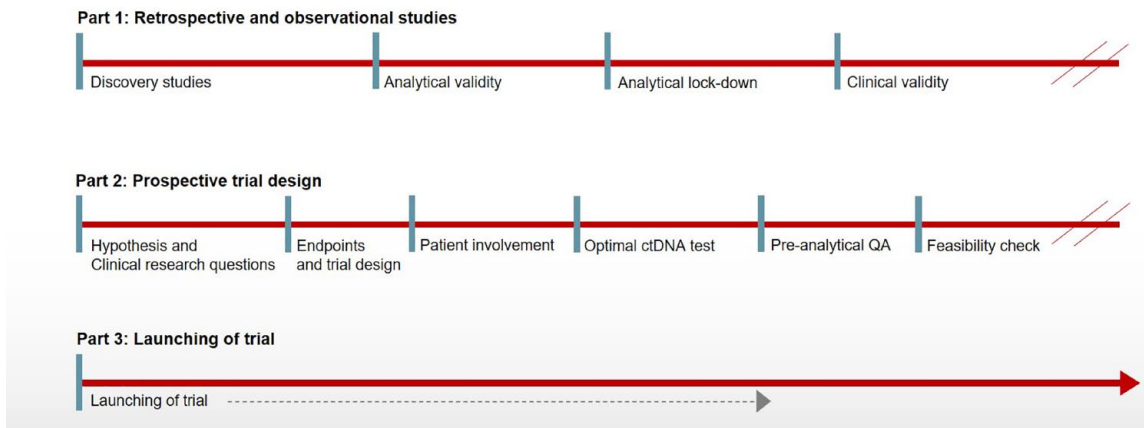 Part 1: Retrospective and observational studies
Discovery studies
Analytical validity
Analytical lock-down
Clinical validity
Part 2: Prospective trial design
Hypothesis and
Clinical research questions
Endpoints
and trial design
Patient involvement
Optimal ctDNA test
Pre-analytical QA
Feasibility check
Part 3: Launching of trial
Launching of trial